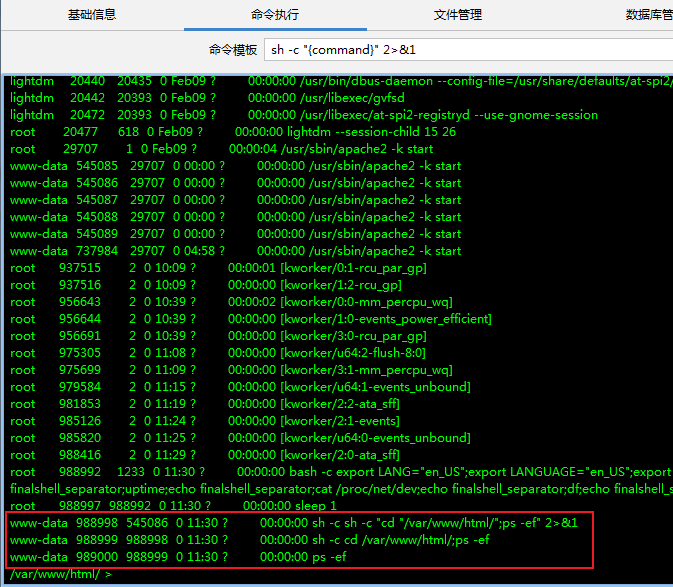 基础信息 命令执行 文件管理 数据库管
命令模板 sh -c "{command}" 2>&1
lightdm 20440 20435 0 Feb09 ? 00:00:00 /usr/bin/dbus-daemon --config-file=/usr/share/defaults/at-spi2/
lightdm 20442 20393 0 Feb09 ? 00:00:00 /usr/libexec/gvfsd
lightdm 20472 20393 0 Feb09 ? 00:00:00 /usr/libexec/at-spi2-registryd --use-gnome-session
root 20477 618 0 Feb09 ? 00:00:00 lightdm --session-child 15 26
root 29707 1 0 Feb09 ? 00:00:04 /usr/sbin/apache2 -k start
www-data 545085 29707 0 00:00 ? 00:00:00 /usr/sbin/apache2 -k start
www-data 545086 29707 0 00:00 ? 00:00:00 /usr/sbin/apache2 -k start
www-data 545087 29707 0 00:00 ? 00:00:00 /usr/sbin/apache2 -k start
www-data 545088 29707 0 00:00 ? 00:00:00 /usr/sbin/apache2 -k start
www-data 545089 29707 0 00:00 ? 00:00:00 /usr/sbin/apache2 -k start
www-data 737984 29707 0 04:58 ? 00:00:00 /usr/sbin/apache2 -k start
root 937515 2 0 10:09 ? 00:00:01 [kworker/0:1-rcu_par_gp]
root 937516 2 0 10:09 ? 00:00:00 [kworker/1:2-rcu_gp]
root 956643 2 0 10:39 ? 00:00:02 [kworker/0:0-mm_percpu_wq]
root 956644 2 0 10:39 ? 00:00:00 [kworker/1:0-events_power_efficient]
root 956691 2 0 10:39 ? 00:00:00 [kworker/3:0-rcu_par_gp]
root 975305 2 0 11:08 ? 00:00:00 [kworker/u64:2-flush-8:0]
root 975699 2 0 11:09 ? 00:00:00 [kworker/3:1-mm_percpu_wq]
root 979584 2 0 11:15 ? 00:00:00 [kworker/u64:1-events_unbound]
root 981853 2 0 11:19 ? 00:00:00 [kworker/2:2-ata_sff]
root 985126 2 0 11:24 ? 00:00:00 [kworker/2:1-events]
root 985820 2 0 11:25 ? 00:00:00 [kworker/u64:0-events_unbound]
root 988416 2 0 11:29 ? 00:00:00 [kworker/2:0-ata_sff]
root 988992 1233 0 11:30 ? 00:00:00 bash -c export LANG="en_US";export LANGUAGE="en_US";export
finalshell_separator;uptime;echo finalshell_separator;cat /proc/net/dev;echo finalshell_separator;df;echo finalshell_sepa
root 988997 988992 0 11:30 ? 00:00:00 sleep 1
www-data 988998 545086 0 11:30 ? 00:00:00 sh -c sh -c "cd "/var/www/html/";ps -ef" 2>&1
www-data 988999 988998 0 11:30 ? 00:00:00 sh -c cd /var/www/html/;ps -ef
www-data 989000 988999 0 11:30 ? 00:00:00 ps -ef
/var/www/html/ >